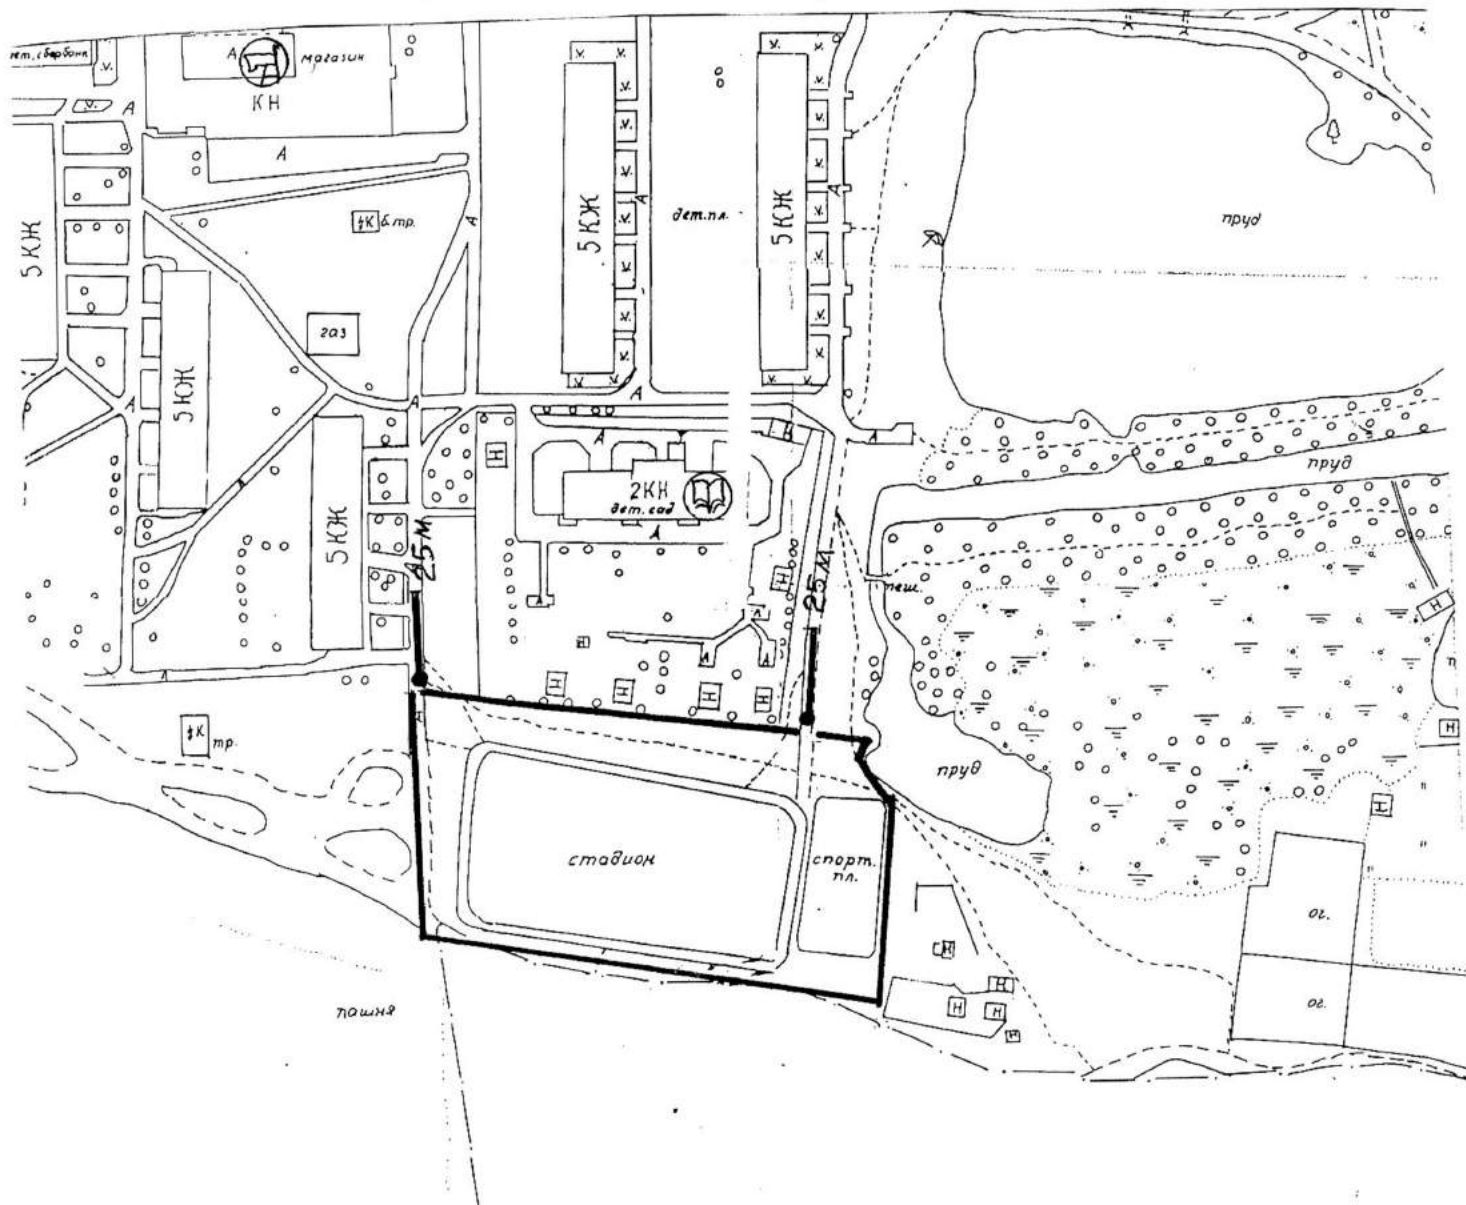 магазин
КН
А
А
А
5КЖ
5КЖ
5КЖ
дет.пл.
пруд
А
А
А
тр.
газ
5КЖ
А
А
А
А
А
Н
2КН
дет. сад
А
пруд
5КЖ
25м
25м
Н
пеш.
Н
А
А
А
А
Н
Н
Н
Н
Н
Н
тр.
пруд
Н
стадион
спорт.
пл.
ог.
Н
Н
Н
Н
Н
ог.
пашня